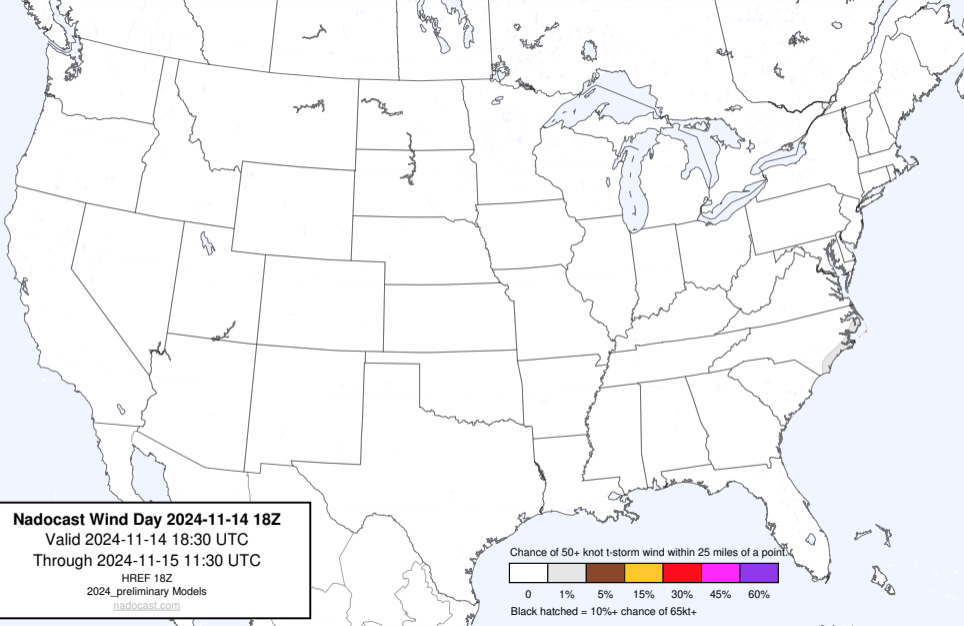 Nadocast Wind Day 2024-11-14 18Z
Valid 2024-11-14 18:30 UTC
Through 2024-11-15 11:30 UTC
HREF 18Z
2024_preliminary Models
nadocast.com
Chance of 50+ knot t-storm wind within 25 miles of a point.
0 1% 5% 15% 30% 45% 60%
Black hatched = 10%+ chance of 65kt+